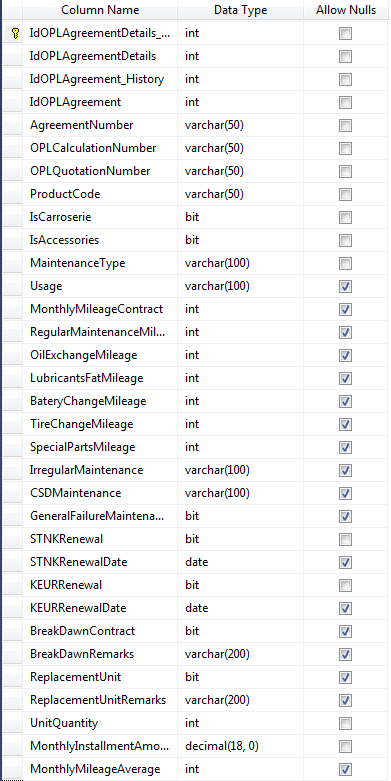 Column Name Data Type Allow Nulls
IdOPLAgreementDetails_... int
IdOPLAgreementDetails int
IdOPLAgreement_History int
IdOPLAgreement int
AgreementNumber varchar(50)
OPLCalculationNumber varchar(50)
OPLQuotationNumber varchar(50)
ProductCode varchar(50)
IsCarroserie bit
IsAccessories bit
MaintenanceType varchar(100)
Usage varchar(100)
MonthlyMileageContract int
RegularMaintenanceMil... int
OilExchangeMileage int
LubricantsFatMileage int
BateryChangeMileage int
TireChangeMileage int
SpecialPartsMileage int
IrregularMaintenance varchar(100)
CSDMaintenance varchar(100)
GeneralFailureMaintena... bit
STNKRenewal bit
STNKRenewalDate date
KEURRenewal bit
KEURRenewalDate date
BreakDawnContract bit
BreakDawnRemarks varchar(200)
ReplacementUnit bit
ReplacementUnitRemarks varchar(200)
UnitQuantity int
MonthlyInstallmentAmo... decimal(18, 0)
MonthlyMileageAverage int